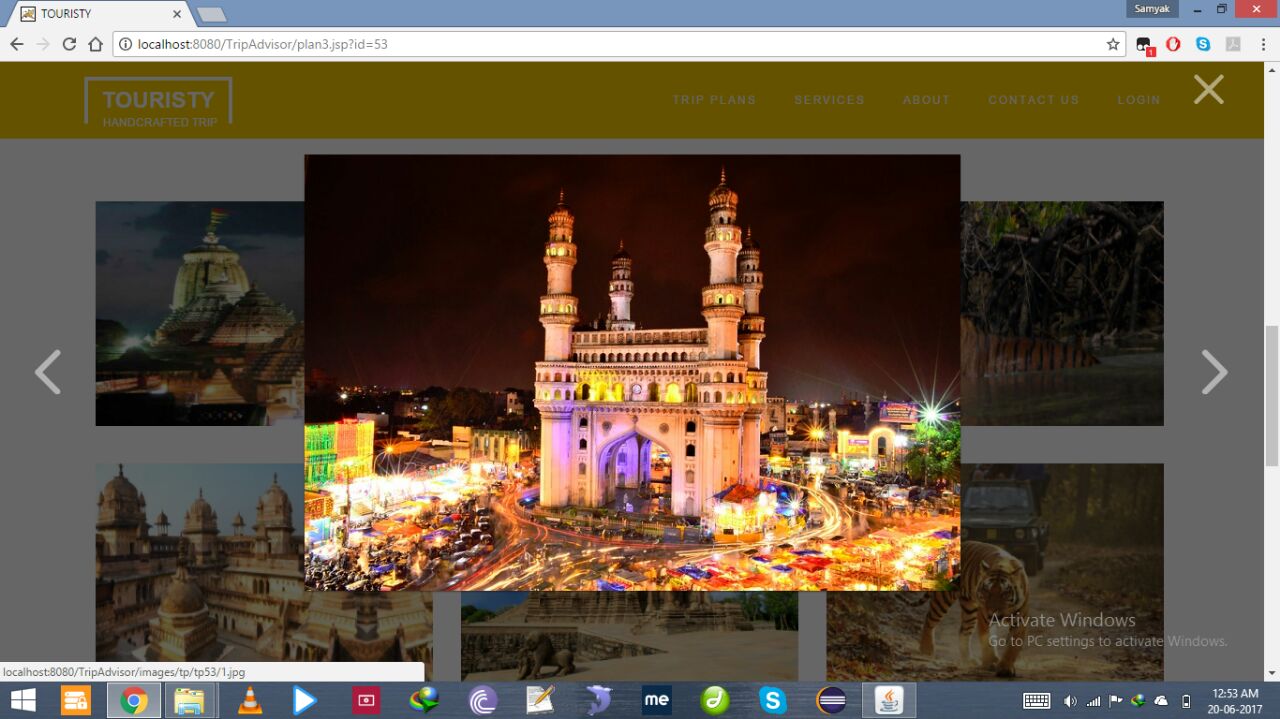 TOURISTY
Samyak
localhost:8080/TripAdvisor/plan3.jsp?id=53
1
TOURISTY
HANDCRAFTED TRIP
TRIP PLANS
SERVICES
ABOUT
CONTACT US
LOGIN
Activate Windows
Go to PC settings to activate Windows.
localhost:8080/TripAdvisor/images/tp/tp53/1.jpg
me
12:53 AM
20-06-2017